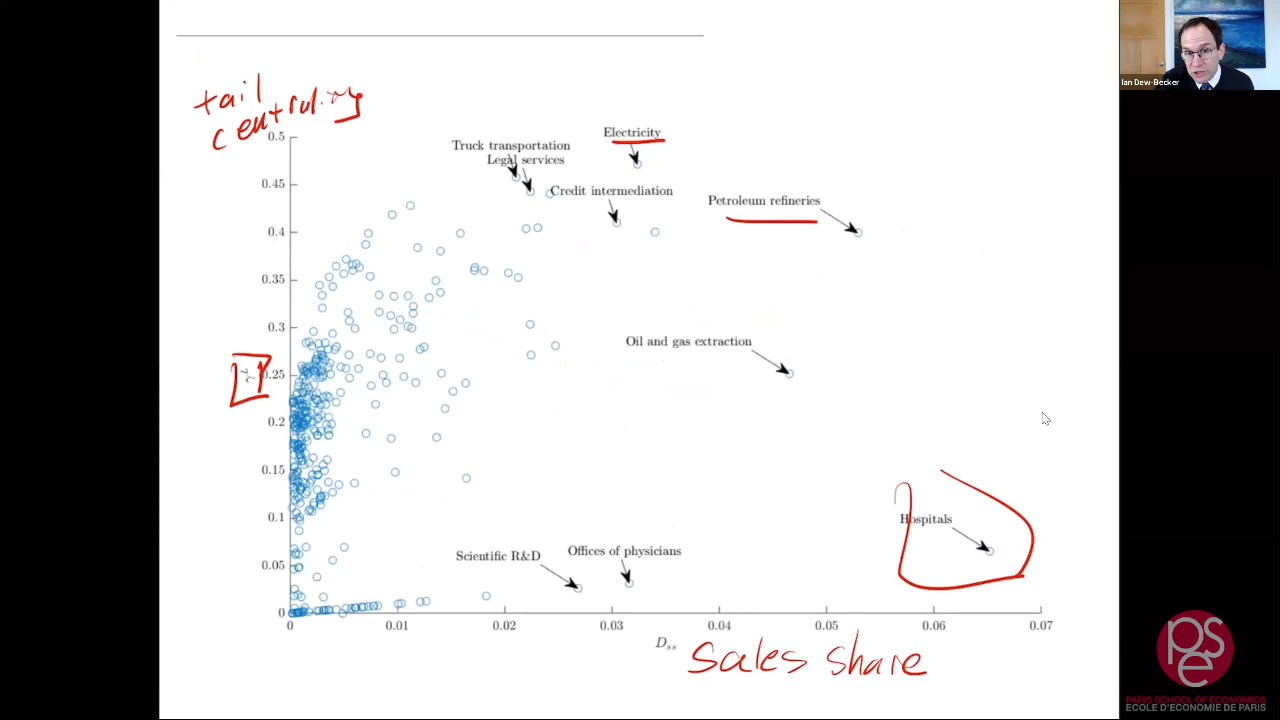 tail
centrality
0.5
0.45
0.4
0.35
0.3
0.25
0.2
0.15
0.1
0.05
0
γL
Electricity
Truck transportation
Legal services
Credit intermediation
Petroleum refineries
Oil and gas extraction
Hospitals
Scientific R&D
Offices of physicians
0 0.01 0.02 0.03 0.04 0.05 0.06 0.07
Dss
sales share
Ian Dew-Becker
pse
PARIS SCHOOL OF ECONOMICS
ECOLE D'ECONOMIE DE PARIS